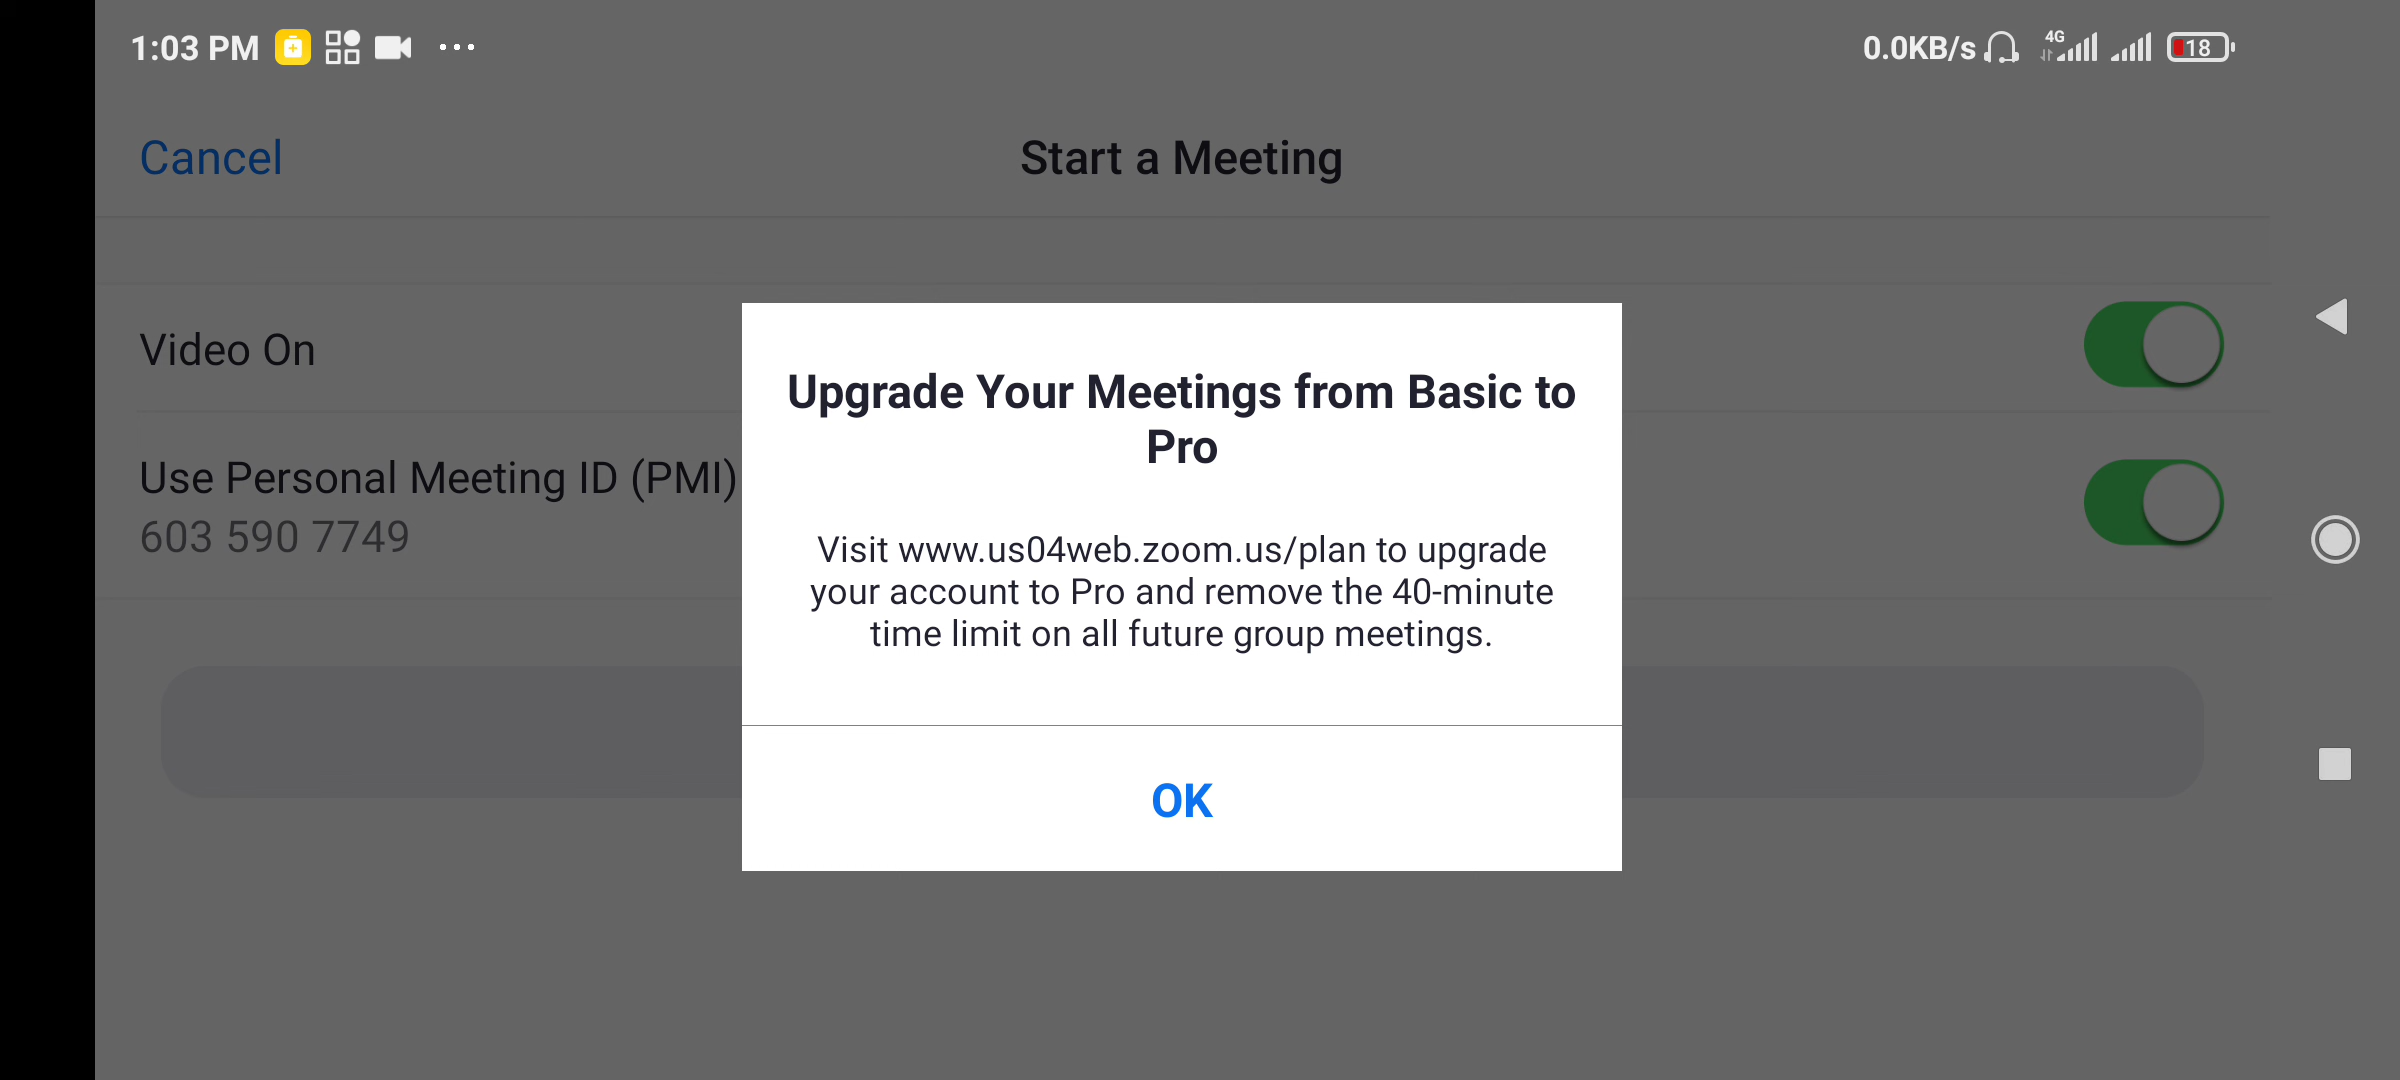 1:03 PM
0.0KB/s
4G
18
Cancel
Start a Meeting
Video On
Use Personal Meeting ID (PMI)
603 590 7749
Upgrade Your Meetings from Basic to
Pro
Visit www.us04web.zoom.us/plan to upgrade
your account to Pro and remove the 40-minute
time limit on all future group meetings.
OK